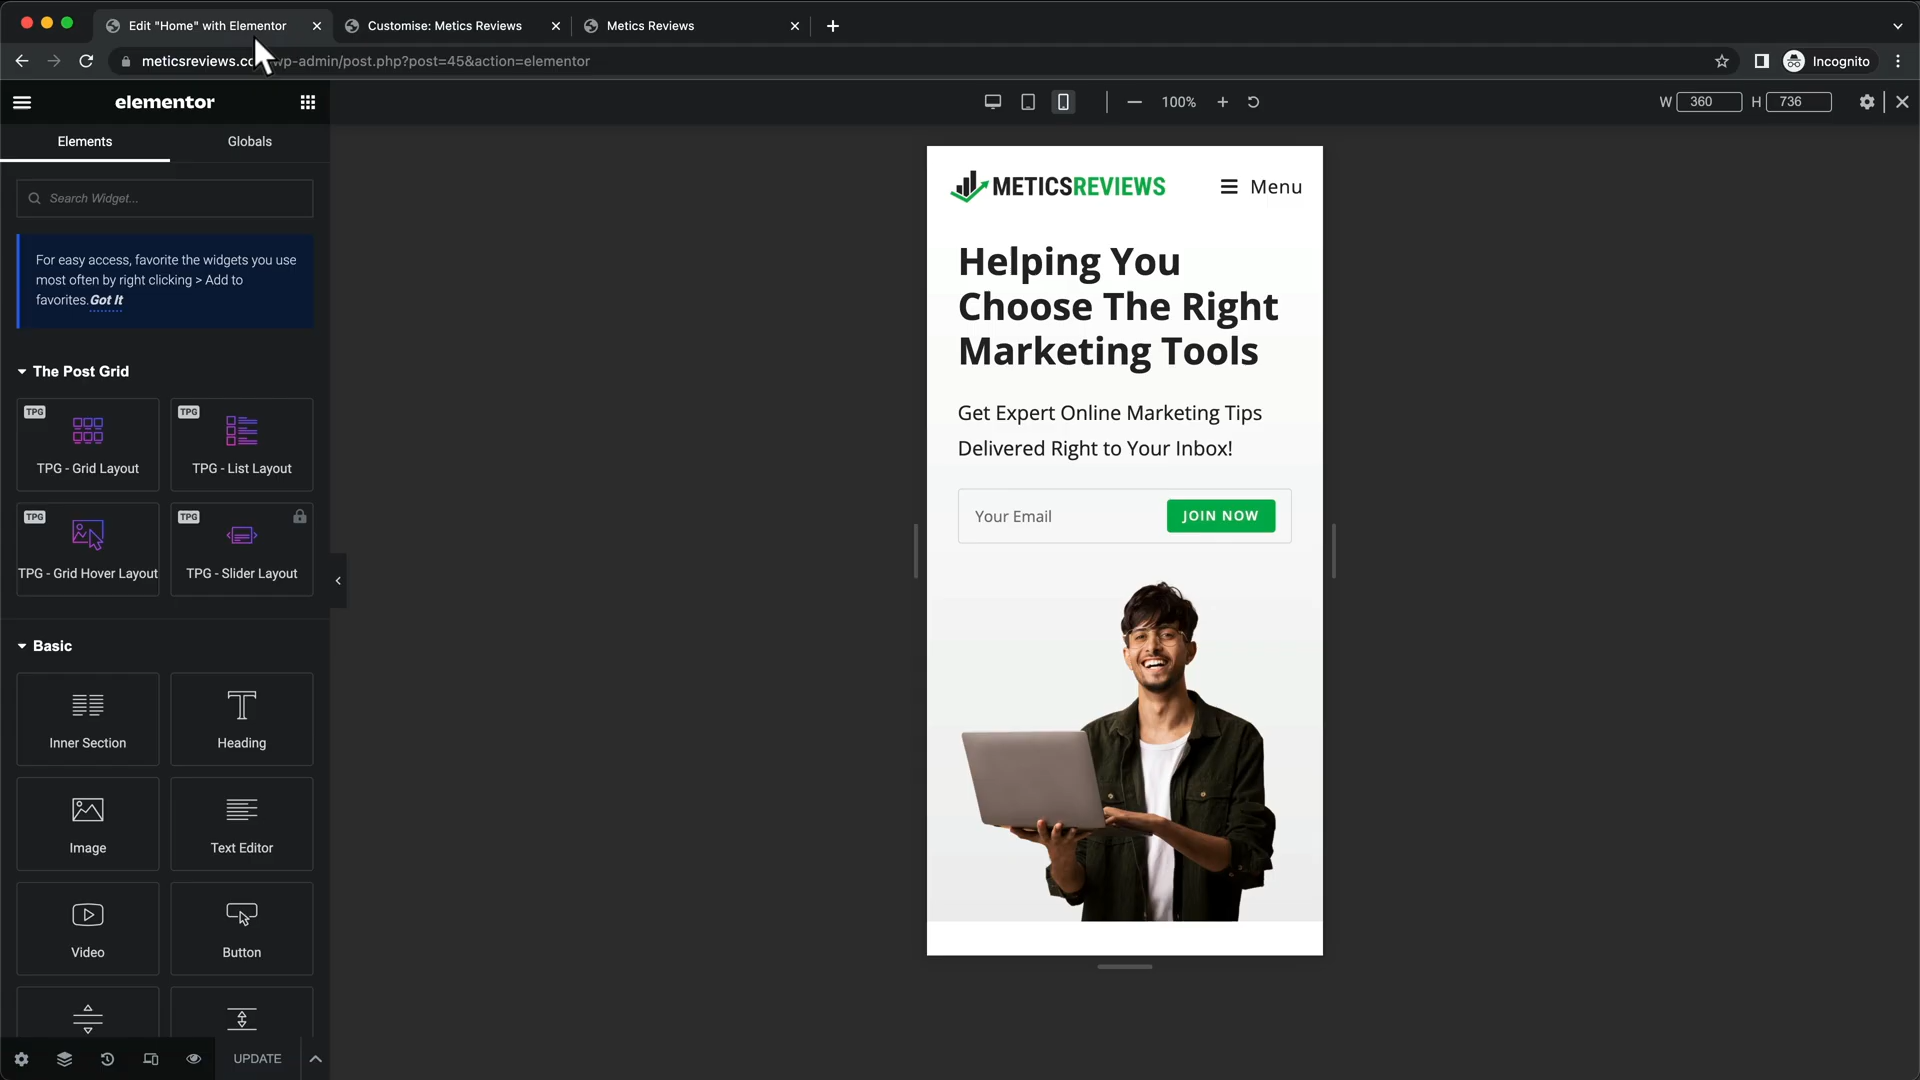 Edit "Home" with Elementor
Customise: Metics Reviews
Metics Reviews
wp-admin/post.php?post=45&action=elementor
Incognito
elementor
100%
W 360
H 736
Elements
Globals
Search Widget...
For easy access, favorite the widgets you use
most often by right clicking > Add to
favorites. Got It
The Post Grid
TPG
TPG - Grid Layout
TPG
TPG - List Layout
TPG
TPG - Grid Hover Layout
TPG
TPG - Slider Layout
Basic
Inner Section
Heading
Image
Text Editor
Video
Button
UPDATE
METICSREVIEWS
Menu
Helping You
Choose The Right
Marketing Tools
Get Expert Online Marketing Tips
Delivered Right to Your Inbox!
Your Email
JOIN NOW